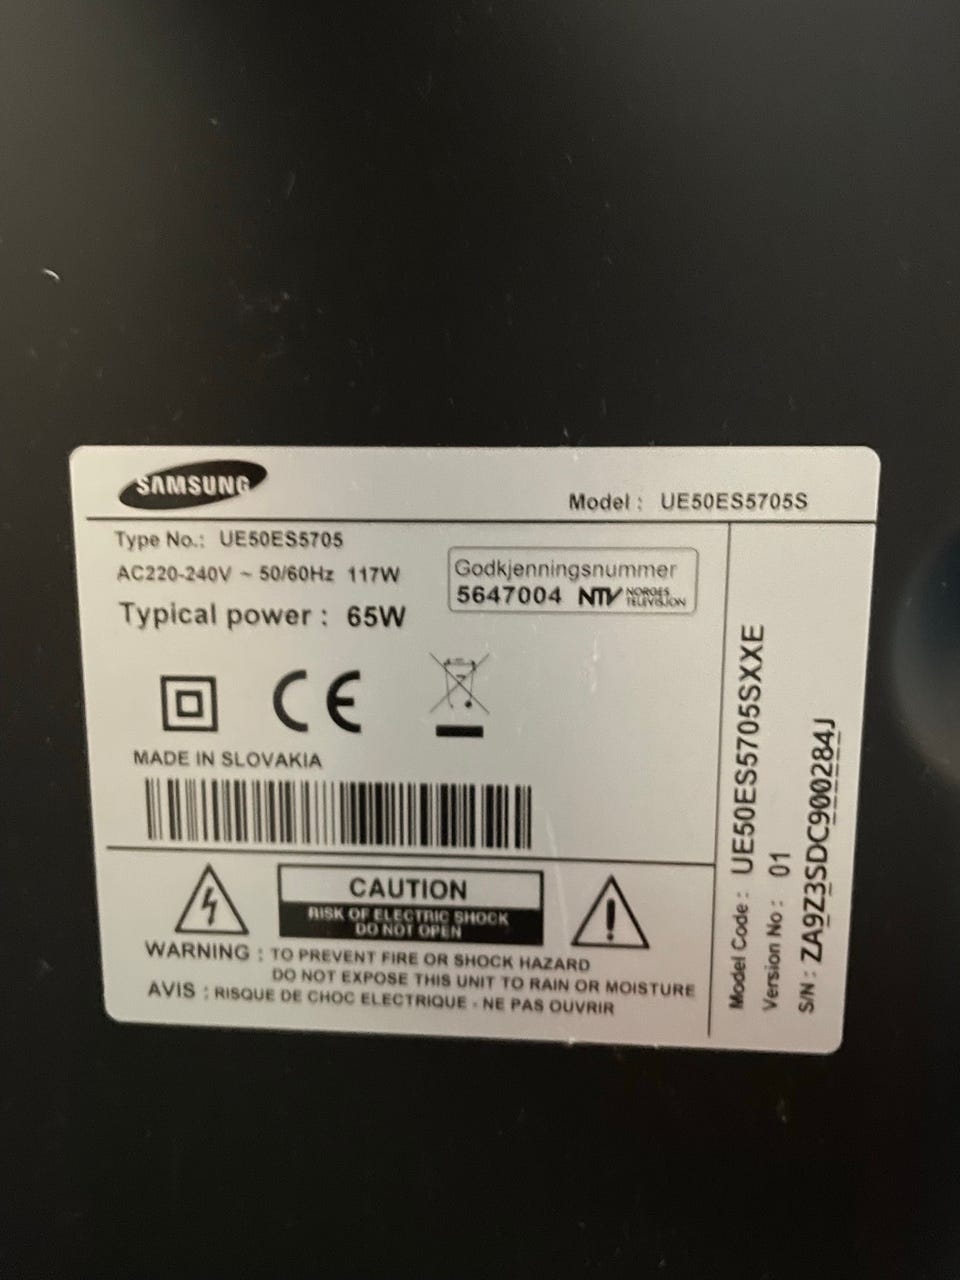 SAMSUNG
Model : UE50ES5705S
Type No.: UE50ES5705
AC220-240V ~ 50/60Hz 117W
Typical power : 65W
Godkjenningsnummer
5647004 NTV NORGES TELEVISJON
CE
MADE IN SLOVAKIA
CAUTION
RISK OF ELECTRIC SHOCK
DO NOT OPEN
WARNING : TO PREVENT FIRE OR SHOCK HAZARD
DO NOT EXPOSE THIS UNIT TO RAIN OR MOISTURE
AVIS : RISQUE DE CHOC ELECTRIQUE - NE PAS OUVRIR
Model Code : UE50ES5705SXXE
Version No : 01
S/N : ZA9Z3SDC900284J